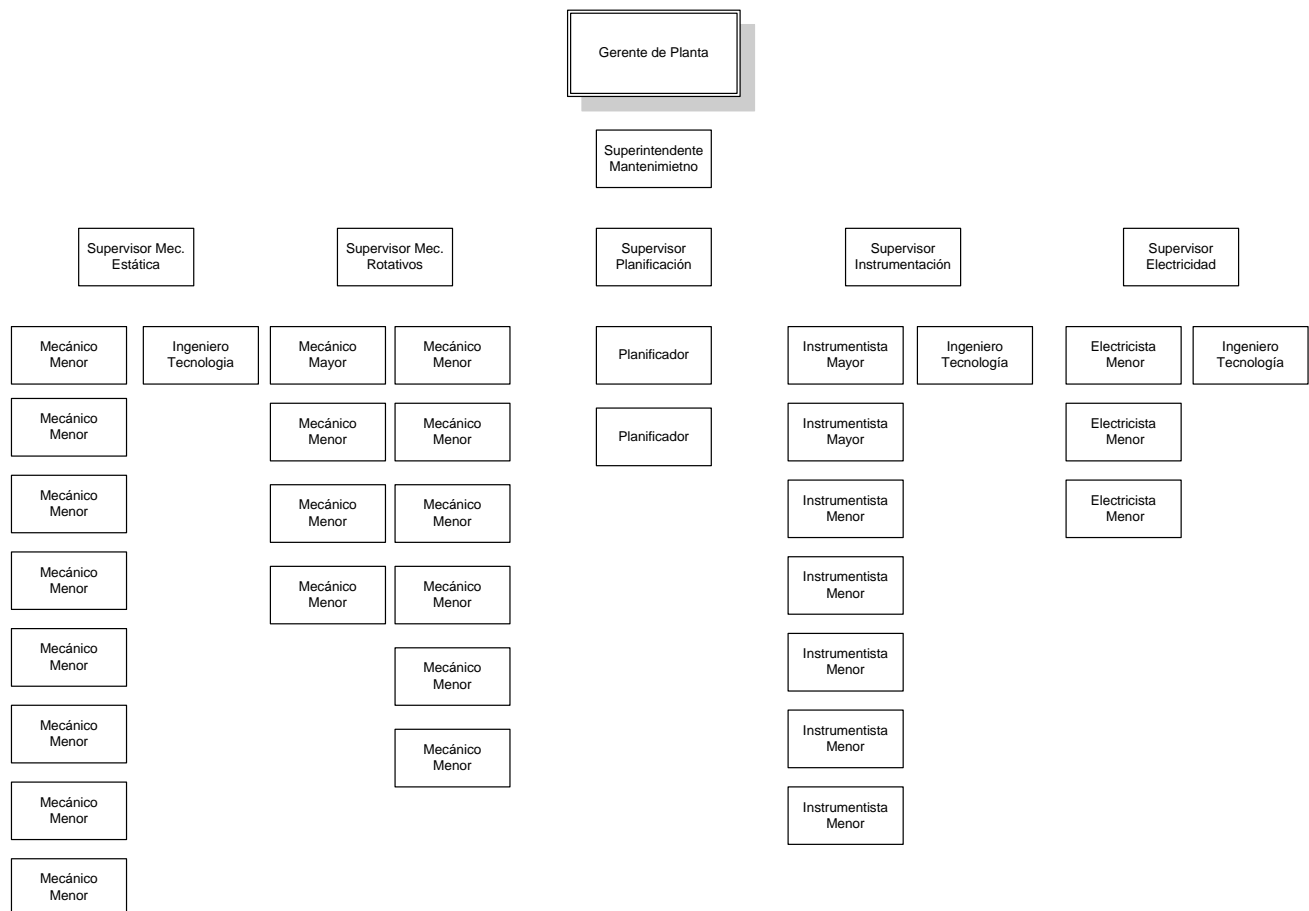 Gerente de Planta
Superintendente
Mantenimietno
Supervisor Mec.
Estática
Supervisor Mec.
Rotativos
Supervisor
Planificación
Supervisor
Instrumentación
Supervisor
Electricidad
Mecánico
Menor
Ingeniero
Tecnologia
Mecánico
Mayor
Mecánico
Menor
Planificador
Instrumentista
Mayor
Ingeniero
Tecnología
Electricista
Menor
Ingeniero
Tecnología
Mecánico
Menor
Mecánico
Menor
Mecánico
Menor
Planificador
Instrumentista
Mayor
Electricista
Menor
Mecánico
Menor
Mecánico
Menor
Mecánico
Menor
Instrumentista
Menor
Electricista
Menor
Mecánico
Menor
Mecánico
Menor
Mecánico
Menor
Instrumentista
Menor
Mecánico
Menor
Mecánico
Menor
Instrumentista
Menor
Mecánico
Menor
Mecánico
Menor
Instrumentista
Menor
Mecánico
Menor
Instrumentista
Menor
Mecánico
Menor